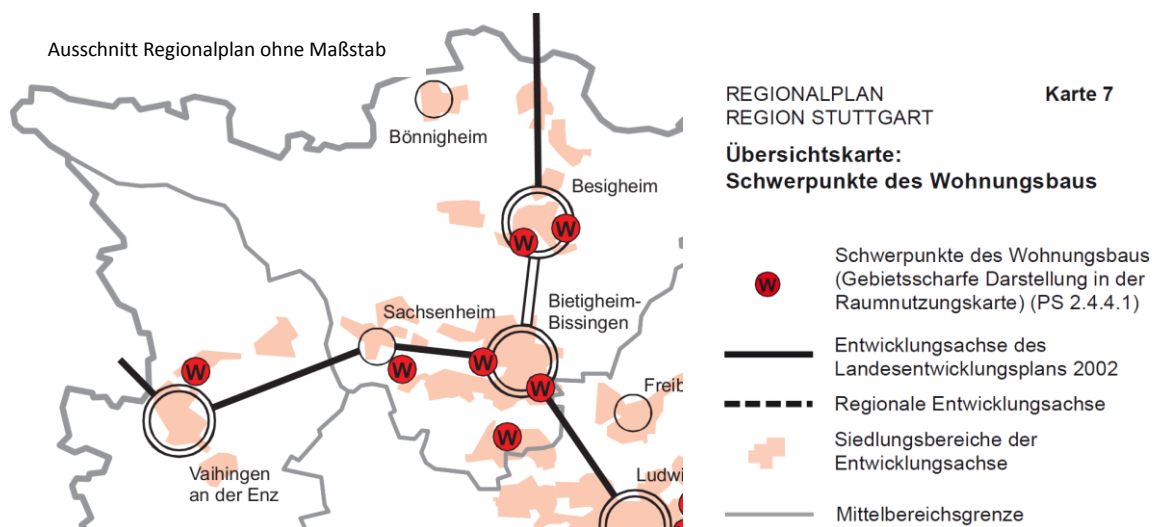 Ausschnitt Regionalplan ohne Maßstab
Bönnigheim
Besigheim
W
W
Sachsenheim
Bietigheim-
Bissingen
W
W
W
W
W
Freib
Vaihingen
an der Enz
Ludwi
REGIONALPLAN
Karte 7
REGION STUTTGART
Übersichtskarte:
Schwerpunkte des Wohnungsbaus
W
Schwerpunkte des Wohnungsbaus
(Gebietsscharfe Darstellung in der
Raumnutzungskarte) (PS 2.4.4.1)
Entwicklungsachse des
Landesentwicklungsplans 2002
Regionale Entwicklungsachse
Siedlungsbereiche der
Entwicklungsachse
Mittelbereichsgrenze